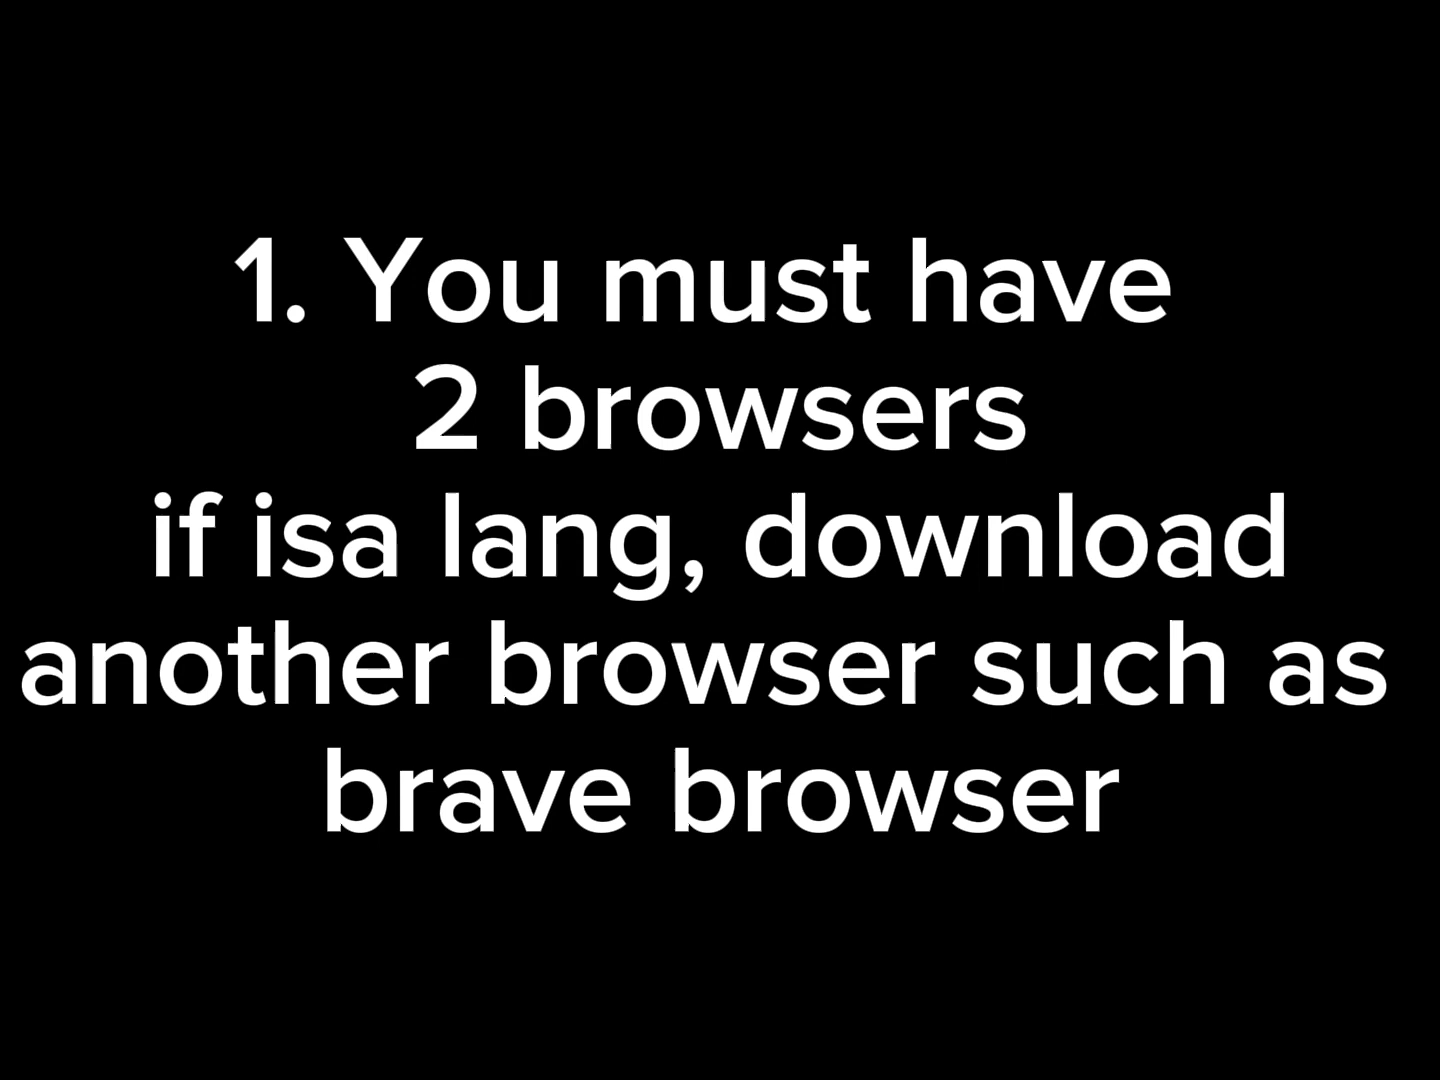 1. You must have
2 browsers
if isa lang, download
another browser such as
brave browser